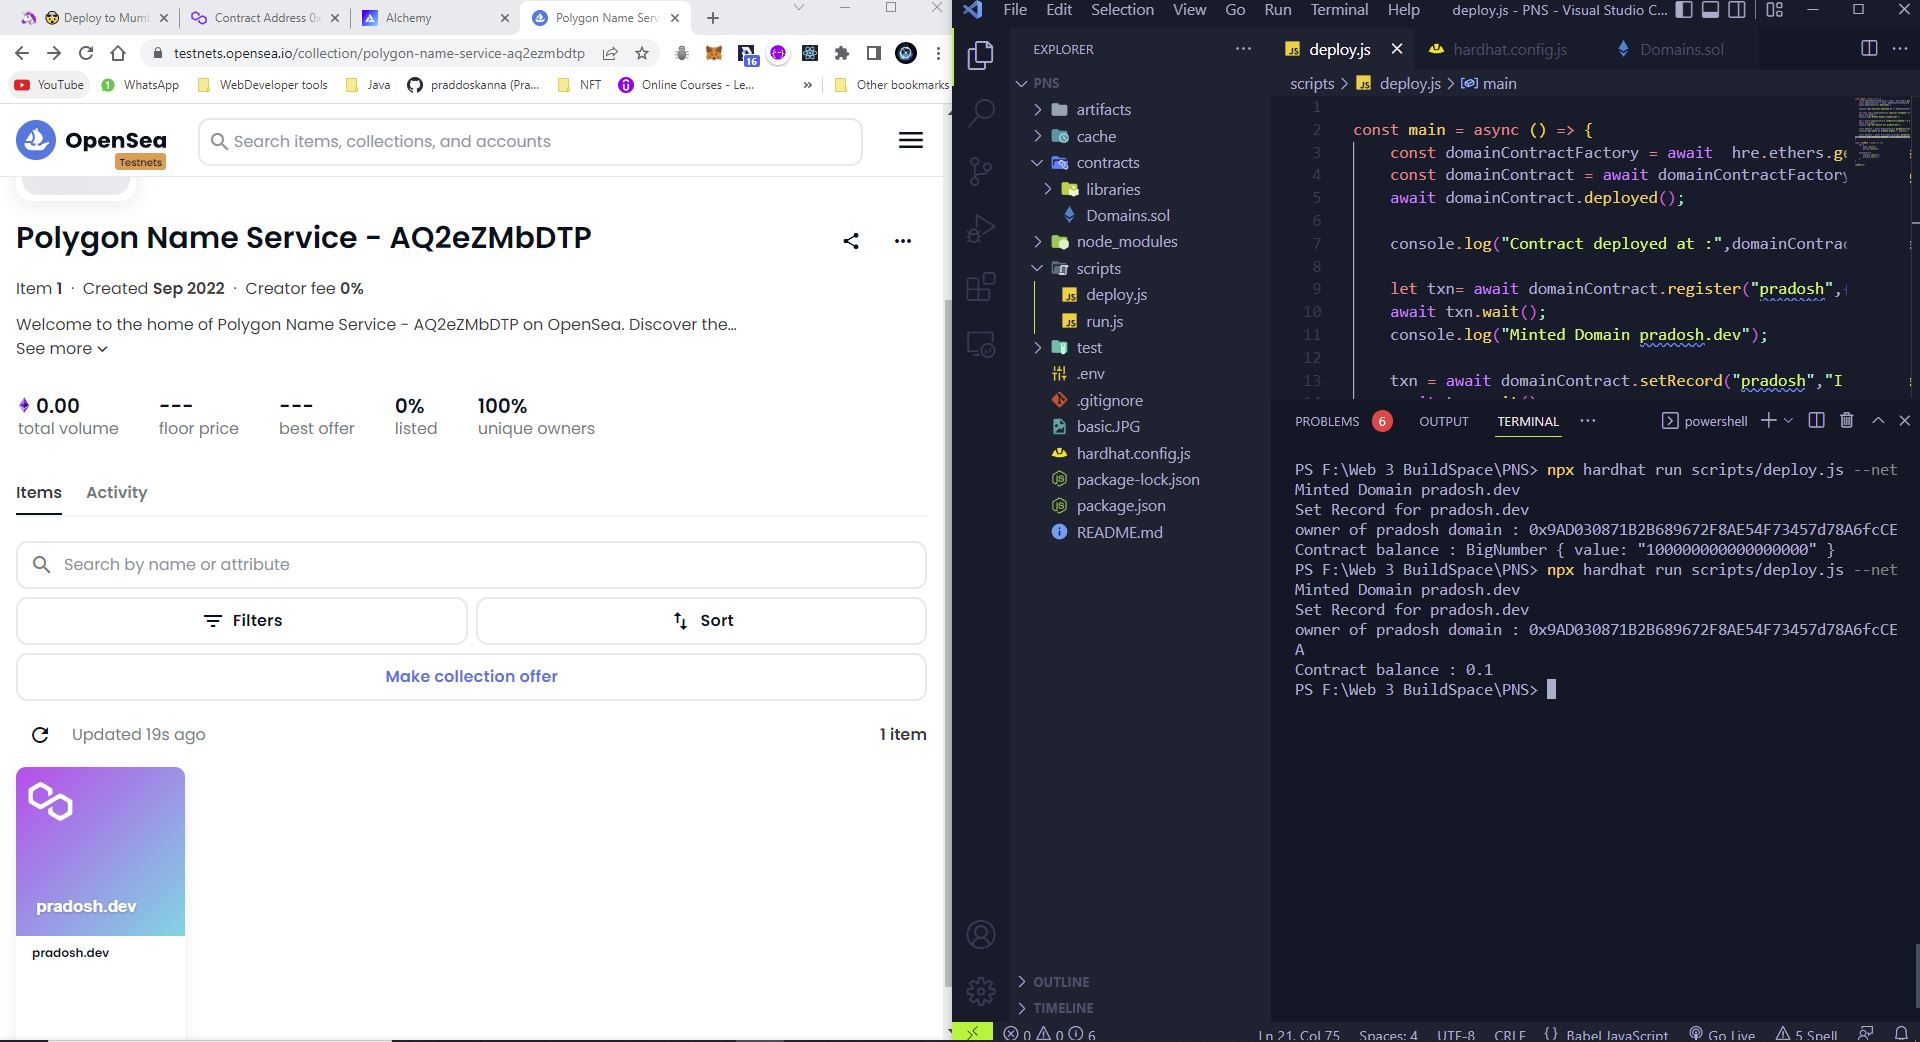 Deploy to Mumb
Contract Address 0x
Alchemy
Polygon Name Serv
testnets.opensea.io/collection/polygon-name-service-aq2ezmbdtp
16
YouTube
WhatsApp
WebDeveloper tools
Java
praddoskanna (Pra...
NFT
Online Courses - Le...
»
Other bookmarks
OpenSea
Testnets
Search items, collections, and accounts
Polygon Name Service - AQ2eZMbDTP
Item 1 · Created Sep 2022 · Creator fee 0%
Welcome to the home of Polygon Name Service - AQ2eZMbDTP on OpenSea. Discover the...
See more
0.00
total volume
---
floor price
---
best offer
0%
listed
100%
unique owners
Items
Activity
Search by name or attribute
Filters
Sort
Make collection offer
Updated 19s ago
1 item
pradosh.dev
pradosh.dev
File Edit Selection View Go Run Terminal Help
deploy.js - PNS - Visual Studio C...
EXPLORER
PNS
artifacts
cache
contracts
libraries
Domains.sol
node_modules
scripts
deploy.js
run.js
test
.env
.gitignore
basic.JPG
hardhat.config.js
package-lock.json
package.json
README.md
OUTLINE
TIMELINE
deploy.js
hardhat.config.js
Domains.sol
scripts > deploy.js > main
1
2 const main = async () => {
3 const domainContractFactory = await hre.ethers.ge
4 const domainContract = await domainContractFactory
5 await domainContract.deployed();
6
7 console.log("Contract deployed at :",domainContrac
8
9 let txn= await domainContract.register("pradosh",{
10 await txn.wait();
11 console.log("Minted Domain pradosh.dev");
12
13 txn = await domainContract.setRecord("pradosh","I
PROBLEMS 6 OUTPUT TERMINAL
powershell
PS F:\Web 3 BuildSpace\PNS> npx hardhat run scripts/deploy.js --net
Minted Domain pradosh.dev
Set Record for pradosh.dev
owner of pradosh domain : 0x9AD030871B2B689672F8AE54F73457d78A6fcCE
Contract balance : BigNumber { value: "100000000000000000" }
PS F:\Web 3 BuildSpace\PNS> npx hardhat run scripts/deploy.js --net
Minted Domain pradosh.dev
Set Record for pradosh.dev
owner of pradosh domain : 0x9AD030871B2B689672F8AE54F73457d78A6fcCE
A
Contract balance : 0.1
PS F:\Web 3 BuildSpace\PNS>
0 0 6
Ln 21, Col 75 Spaces: 4 UTF-8 CRLF {} Babel JavaScript Go Live 5 Spell